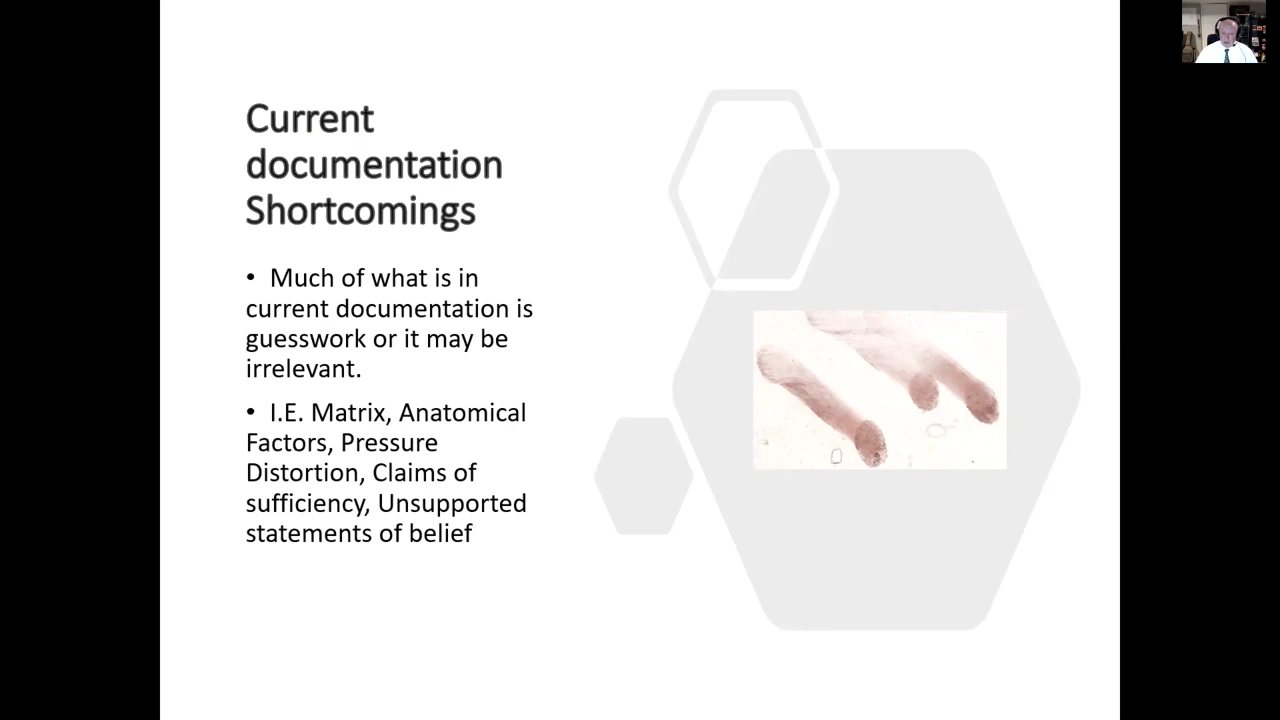 Current
documentation
Shortcomings
• Much of what is in
current documentation is
guesswork or it may be
irrelevant.
• I.E. Matrix, Anatomical
Factors, Pressure
Distortion, Claims of
sufficiency, Unsupported
statements of belief